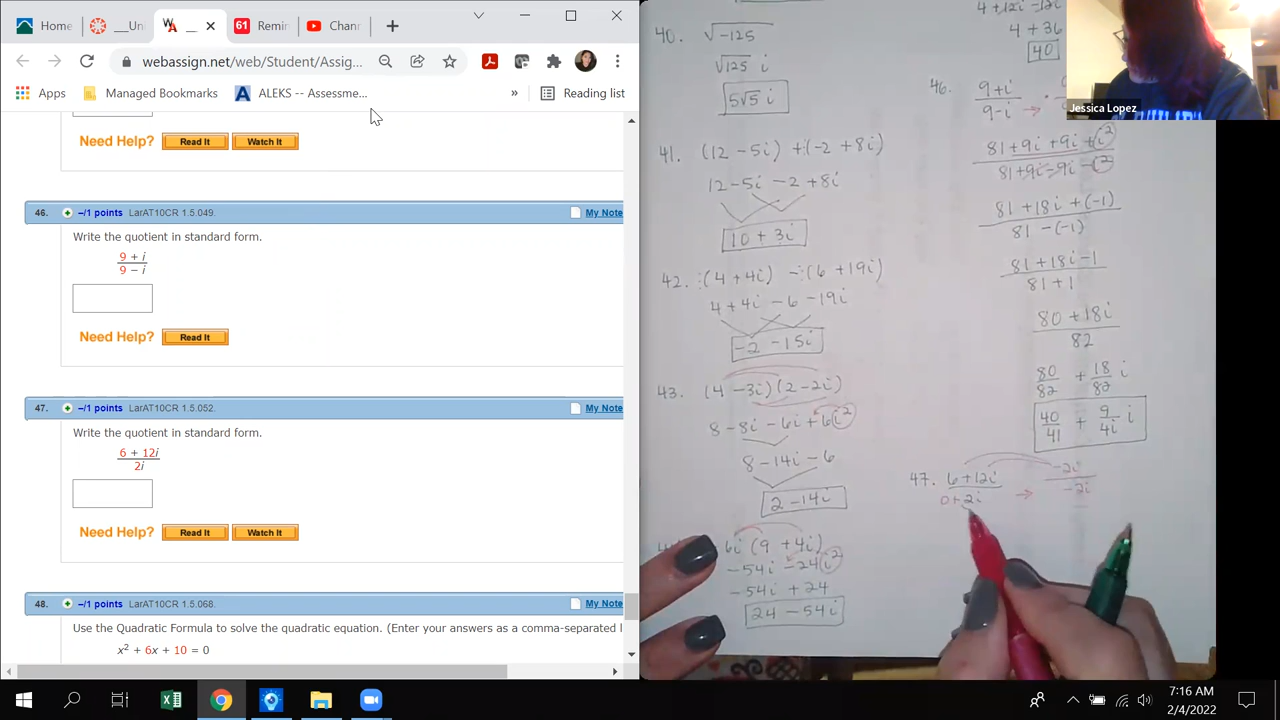 Home
__Un
W A __
61 Remin
Chan
webassign.net/web/Student/Assig...
Apps
Managed Bookmarks
ALEKS -- Assessme...
»
Reading list
Need Help? Read It Watch It
46. –/1 points LarAT10CR 1.5.049. My Note
Write the quotient in standard form.
9 + i
9 − i
Need Help? Read It
47. –/1 points LarAT10CR 1.5.052. My Note
Write the quotient in standard form.
6 + 12i
2i
Need Help? Read It Watch It
48. –/1 points LarAT10CR 1.5.068. My Note
Use the Quadratic Formula to solve the quadratic equation. (Enter your answers as a comma-separated l
x² + 6x + 10 = 0
40. √-125
√125 i
5√5 i
41. (12 - 5i) + (-2 + 8i)
12 - 5i - 2 + 8i
10 + 3i
42. (4 + 4i) - (6 + 19i)
4 + 4i - 6 - 19i
-2 - 15i
43. (4 - 3i)(2 - 2i)
8 - 8i - 6i + 6i²
8 - 14i - 6
2 - 14i
6i (9 + 4i)
-54i - 24i²
-54i + 24
24 - 54i
4 + 12i - 12i
4 + 36
40
46. 9 + i
9 - i → ·
81 + 9i + 9i + i²
81 + 9i - 9i - i²
81 + 18i + (-1)
81 - (-1)
81 + 18i - 1
81 + 1
80 + 18i
82
80/82 + 18/82 i
40/41 + 9/4i i
47. 6 + 12i -2i
0 + 2i → -2i
Jessica Lopez
7:16 AM
2/4/2022